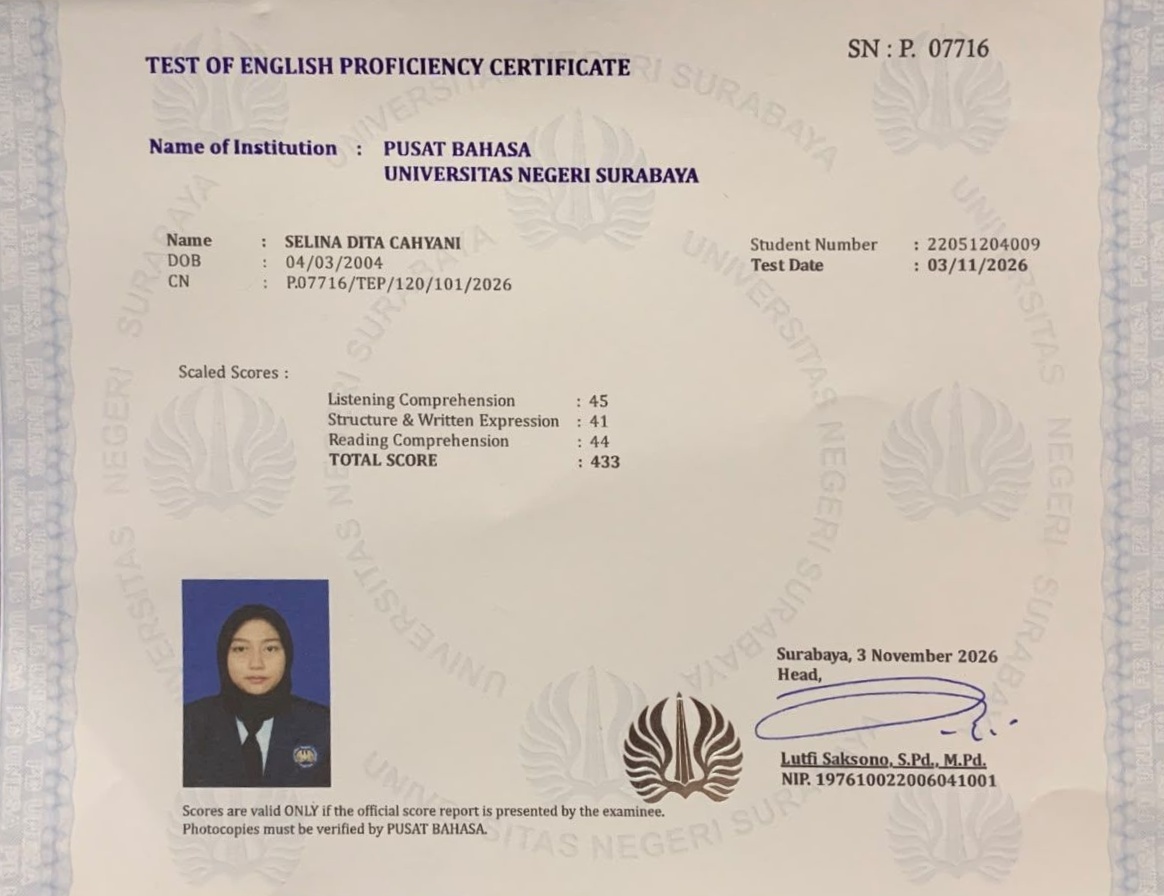 SN : P. 07716
TEST OF ENGLISH PROFICIENCY CERTIFICATE
Name of Institution : PUSAT BAHASA
UNIVERSITAS NEGERI SURABAYA
Name : SELINA DITA CAHYANI
DOB : 04/03/2004
CN : P.07716/TEP/120/101/2026
Student Number : 22051204009
Test Date : 03/11/2026
Scaled Scores :
Listening Comprehension : 45
Structure & Written Expression : 41
Reading Comprehension : 44
TOTAL SCORE : 433
Surabaya, 3 November 2026
Head,
Lutfi Saksono, S.Pd., M.Pd.
NIP. 197610022006041001
Scores are valid ONLY if the official score report is presented by the examinee.
Photocopies must be verified by PUSAT BAHASA.
UNIVERSITAS NEGERI SURABAYA